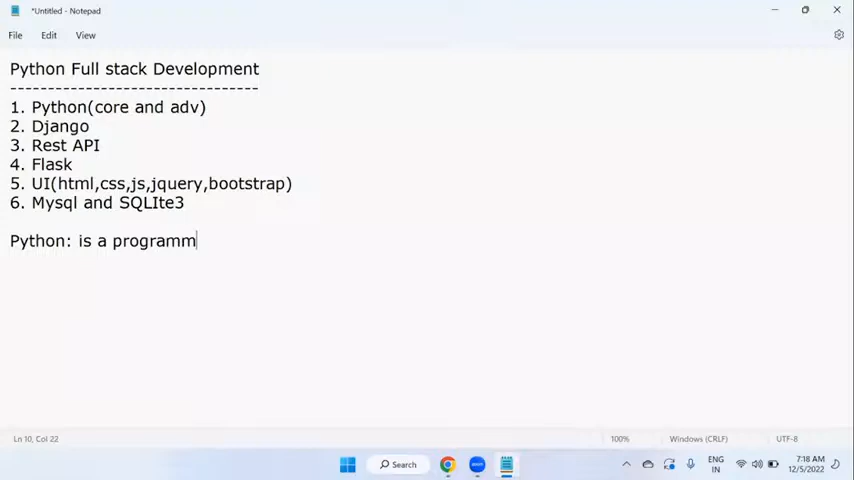 *Untitled - Notepad
File Edit View
Python Full stack Development
---------------------------------
1. Python(core and adv)
2. Django
3. Rest API
4. Flask
5. UI(html,css,js,jquery,bootstrap)
6. Mysql and SQLIte3
Python: is a programm
Ln 10, Col 22 100% Windows (CRLF) UTF-8
Search
zoom
ENG
IN
7:18 AM
12/5/2022